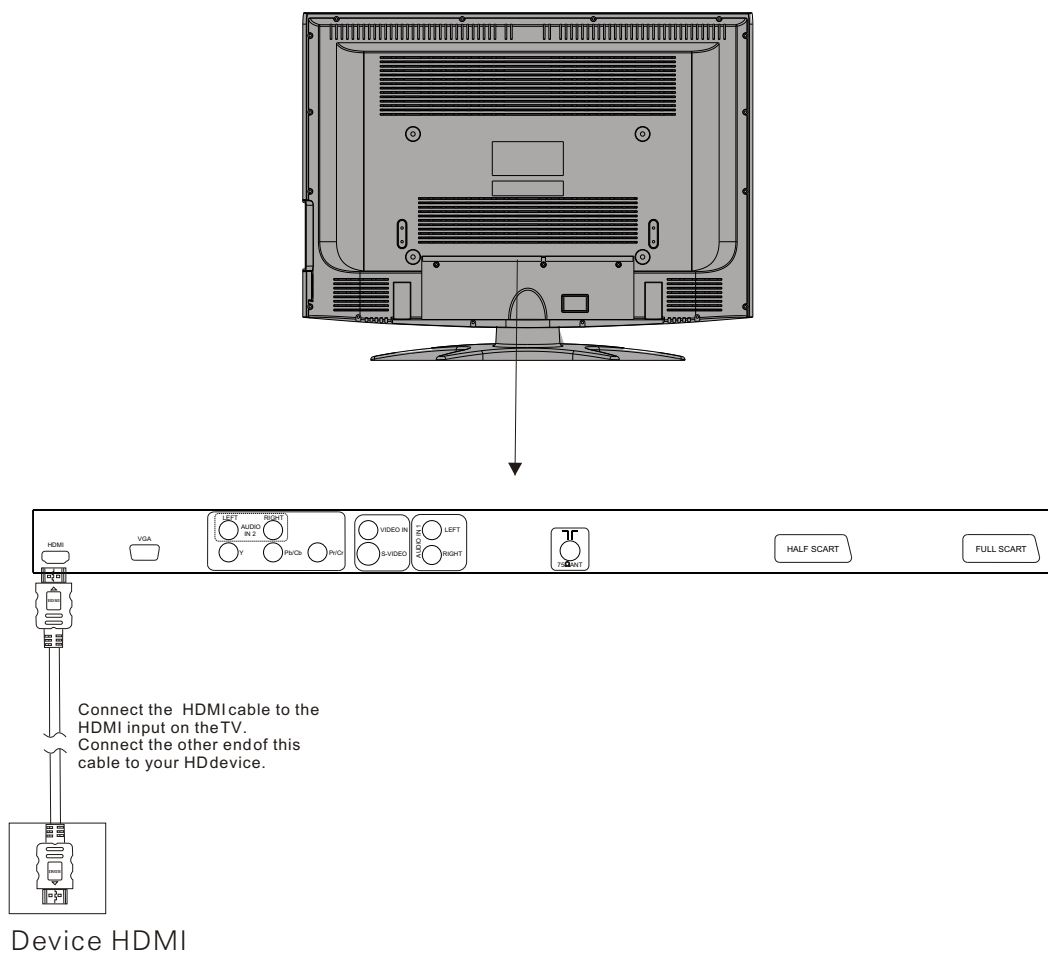 LEFT RIGHT
AUDIO
IN 2
HDMI
VGA
Y Pb/Cb Pr/Cr
VIDEO IN
S-VIDEO
AUDIO IN 1
LEFT
RIGHT
75Ω ANT
HALF SCART
FULL SCART
Connect the HDMI cable to the
HDMI input on the TV.
Connect the other end of this
cable to your HD device.
Device HDMI